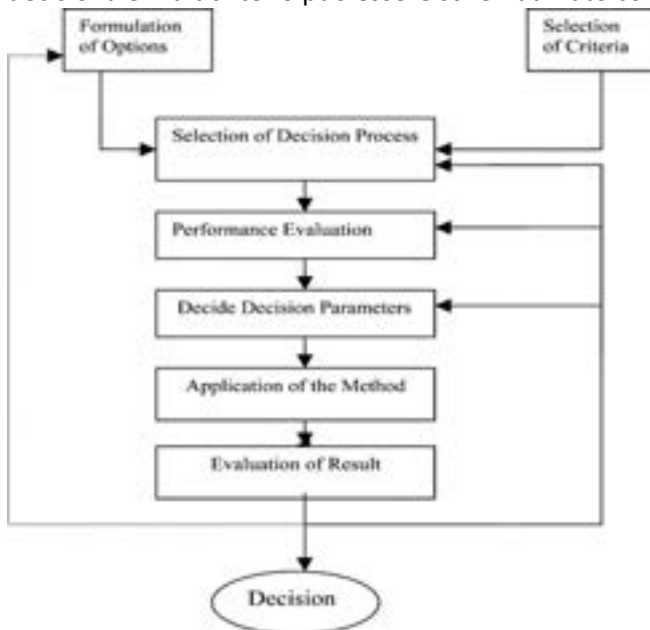 Formulation
of Options
Selection
of Criteria
Selection of Decision Process
Performance Evaluation
Decide Decision Parameters
Application of the Method
Evaluation of Result
Decision